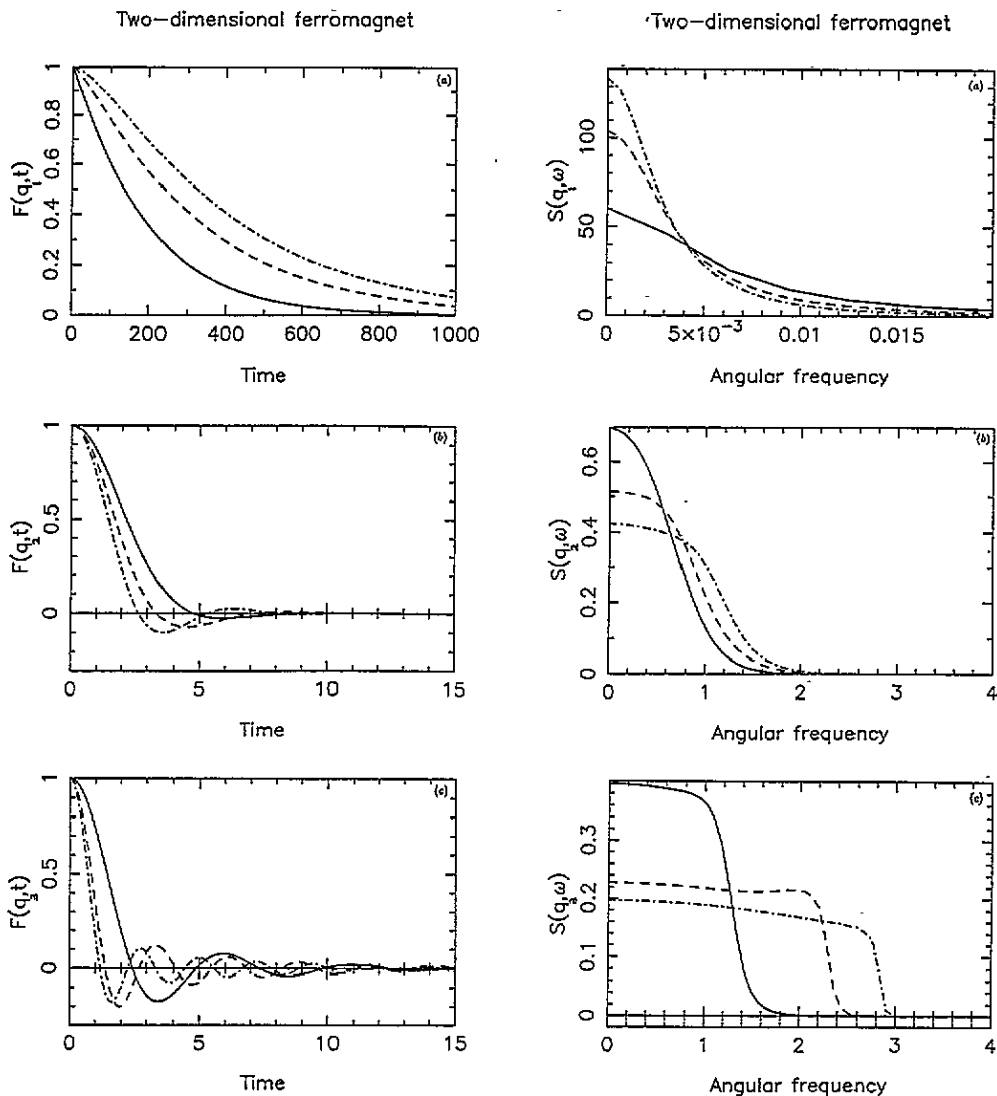 Two-dimensional ferromagnet
Two-dimensional ferromagnet
(a)
F(q₁,t)
1
0.8
0.6
0.4
0.2
0
0 200 400 600 800 1000
Time
(a)
S(q₁,ω)
100
50
0
0 5×10⁻³ 0.01 0.015
Angular frequency
(b)
F(q₂,t)
1
0.5
0
0 5 10 15
Time
(b)
S(q₂,ω)
0.6
0.4
0.2
0
0 1 2 3 4
Angular frequency
(c)
F(q₃,t)
1
0.5
0
0 5 10 15
Time
(c)
S(q₃,ω)
0.3
0.2
0.1
0
0 1 2 3 4
Angular frequency